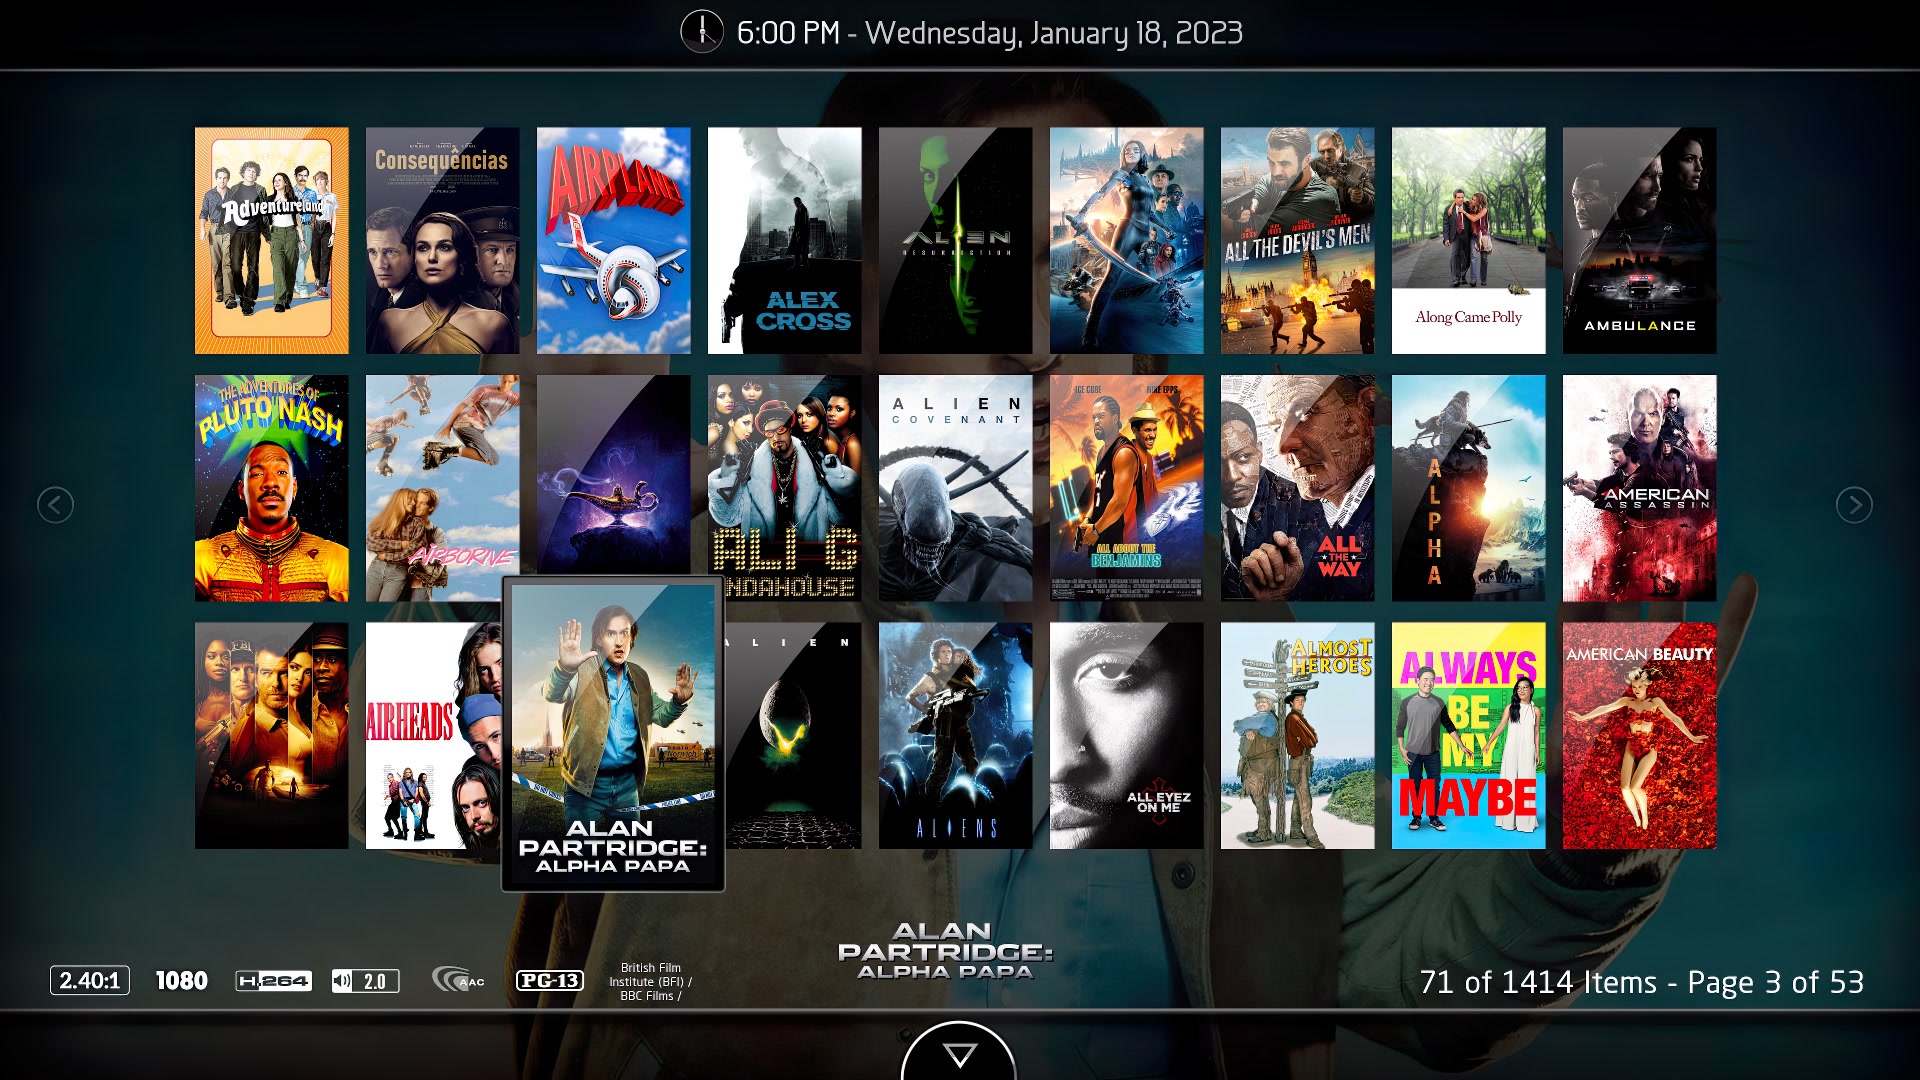 6:00 PM - Wednesday, January 18, 2023
Adventureland
Consequências
AIRPLANE!
ALEX
CROSS
ALIEN
RESURRECTION
ALL THE DEVIL'S MEN
Along Came Polly
AMBULANCE
THE ADVENTURES OF
PLUTO NASH
AIRBORNE
ALI G
INDAHOUSE
ALIEN
COVENANT
ICE CUBE
MIKE EPPS
ALL ABOUT THE
BENJAMINS
ALL
THE
WAY
ALPHA
AMERICAN
ASSASSIN
AIRHEADS
ALAN
PARTRIDGE:
ALPHA PAPA
ALIEN
ALIENS
ALL EYEZ
ON ME
ALMOST
HEROES
ALWAYS
BE
MY
MAYBE
AMERICAN BEAUTY
ALAN
PARTRIDGE:
ALPHA PAPA
2.40:1
1080
H.264
2.0
AAC
PG-13
British Film
Institute (BFI) /
BBC Films /
71 of 1414 Items - Page 3 of 53